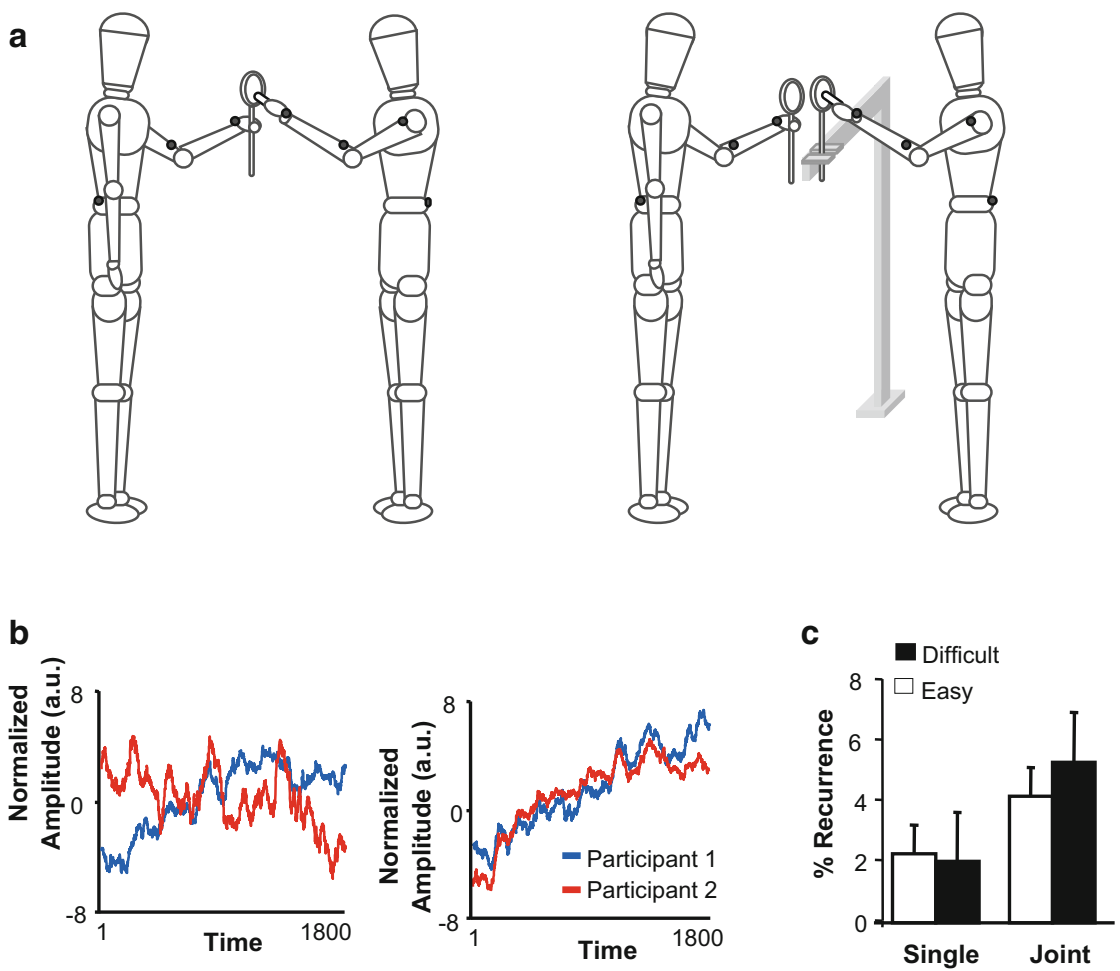 a
b
Normalized
Amplitude (a.u.)
8
0
-8
1
Time
1800
Normalized
Amplitude (a.u.)
8
0
-8
Participant 1
Participant 2
1
Time
1800
c
Difficult
Easy
% Recurrence
8
6
4
2
0
Single
Joint